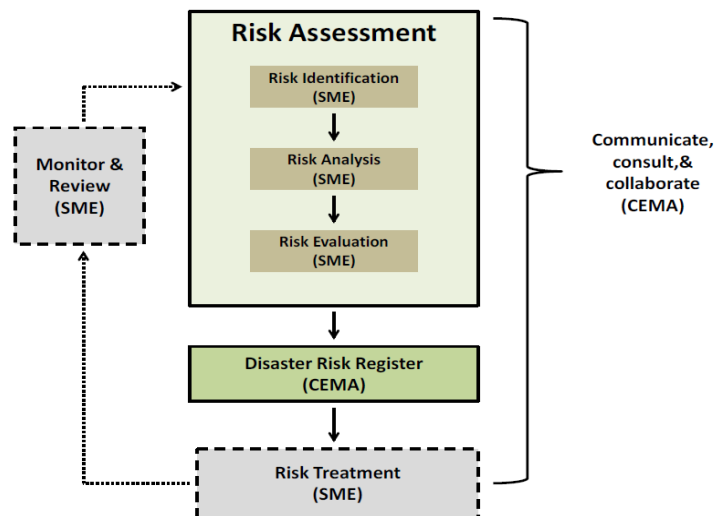 Risk Assessment
Risk Identification
(SME)
Risk Analysis
(SME)
Risk Evaluation
(SME)
Monitor &
Review
(SME)
Communicate,
consult,&
collaborate
(CEMA)
Disaster Risk Register
(CEMA)
Risk Treatment
(SME)